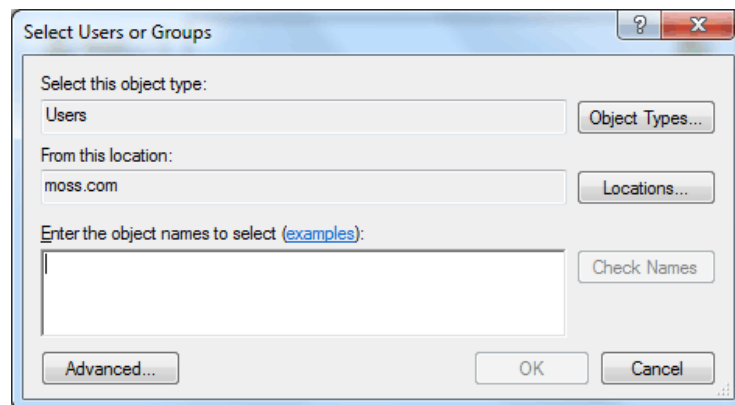 Select Users or Groups
Select this object type:
Users
Object Types...
From this location:
moss.com
Locations...
Enter the object names to select (examples):
Check Names
Advanced...
OK
Cancel